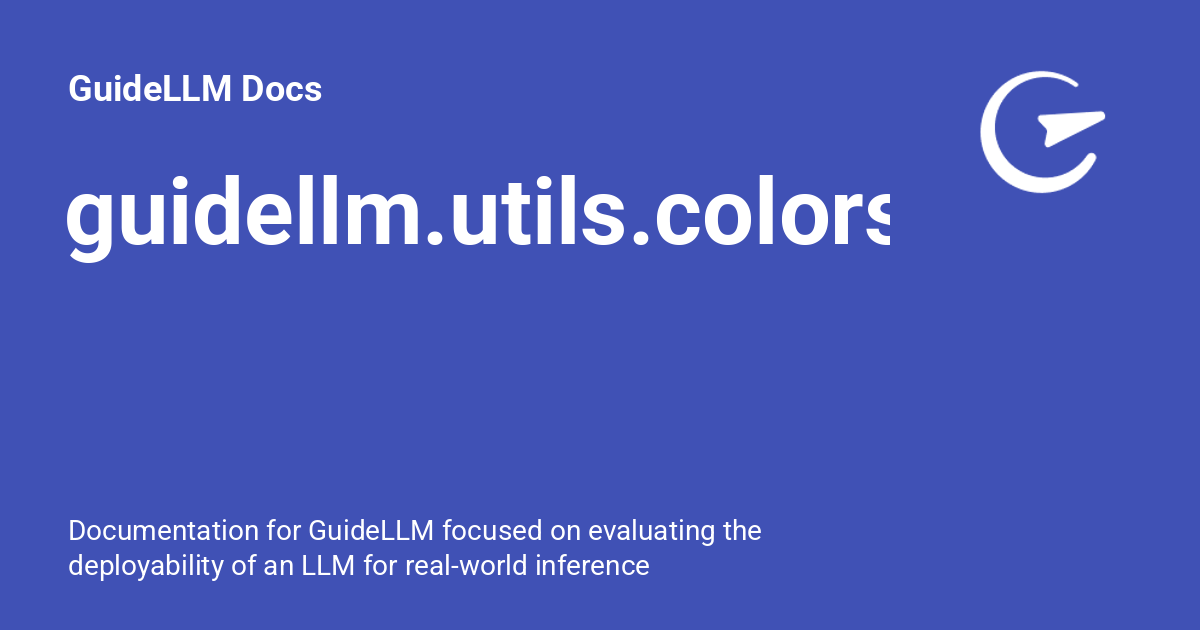 GuideLLM Docs
guidellm.utils.colors
Documentation for GuideLLM focused on evaluating the
deployability of an LLM for real-world inference